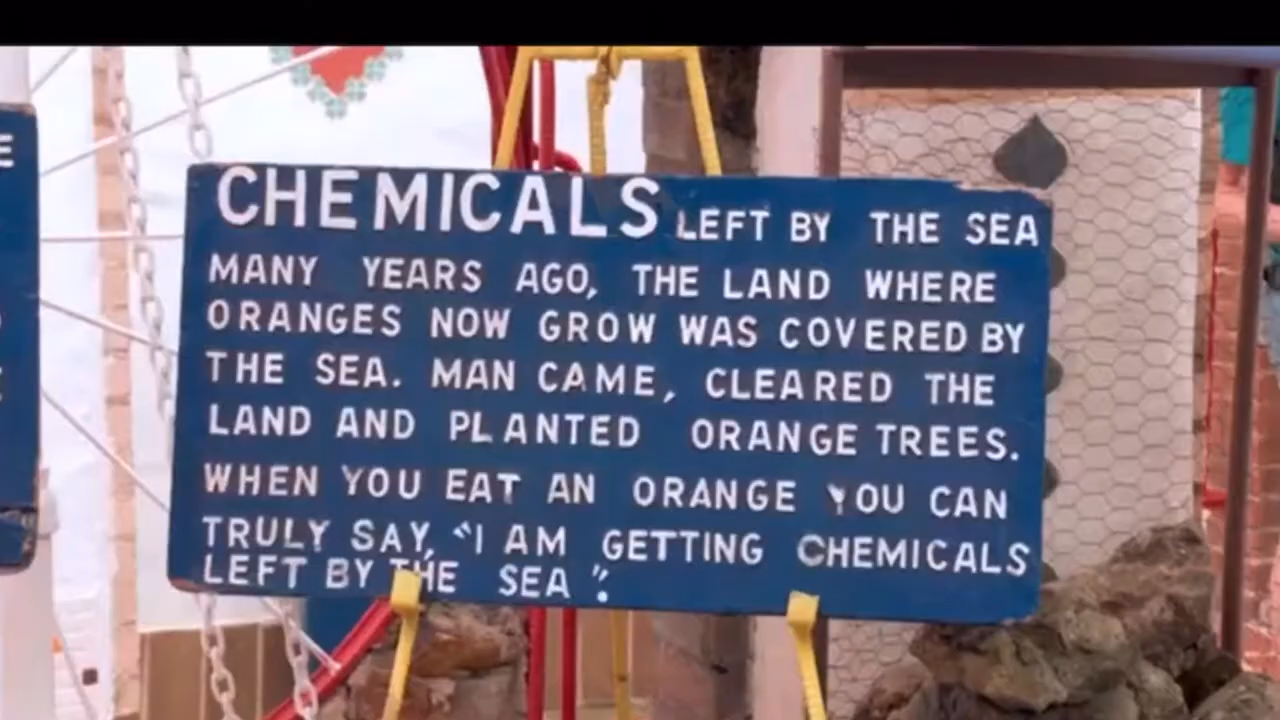 CHEMICALS LEFT BY THE SEA
MANY YEARS AGO, THE LAND WHERE
ORANGES NOW GROW WAS COVERED BY
THE SEA. MAN CAME, CLEARED THE
LAND AND PLANTED ORANGE TREES.
WHEN YOU EAT AN ORANGE YOU CAN
TRULY SAY, "I AM GETTING CHEMICALS
LEFT BY THE SEA".